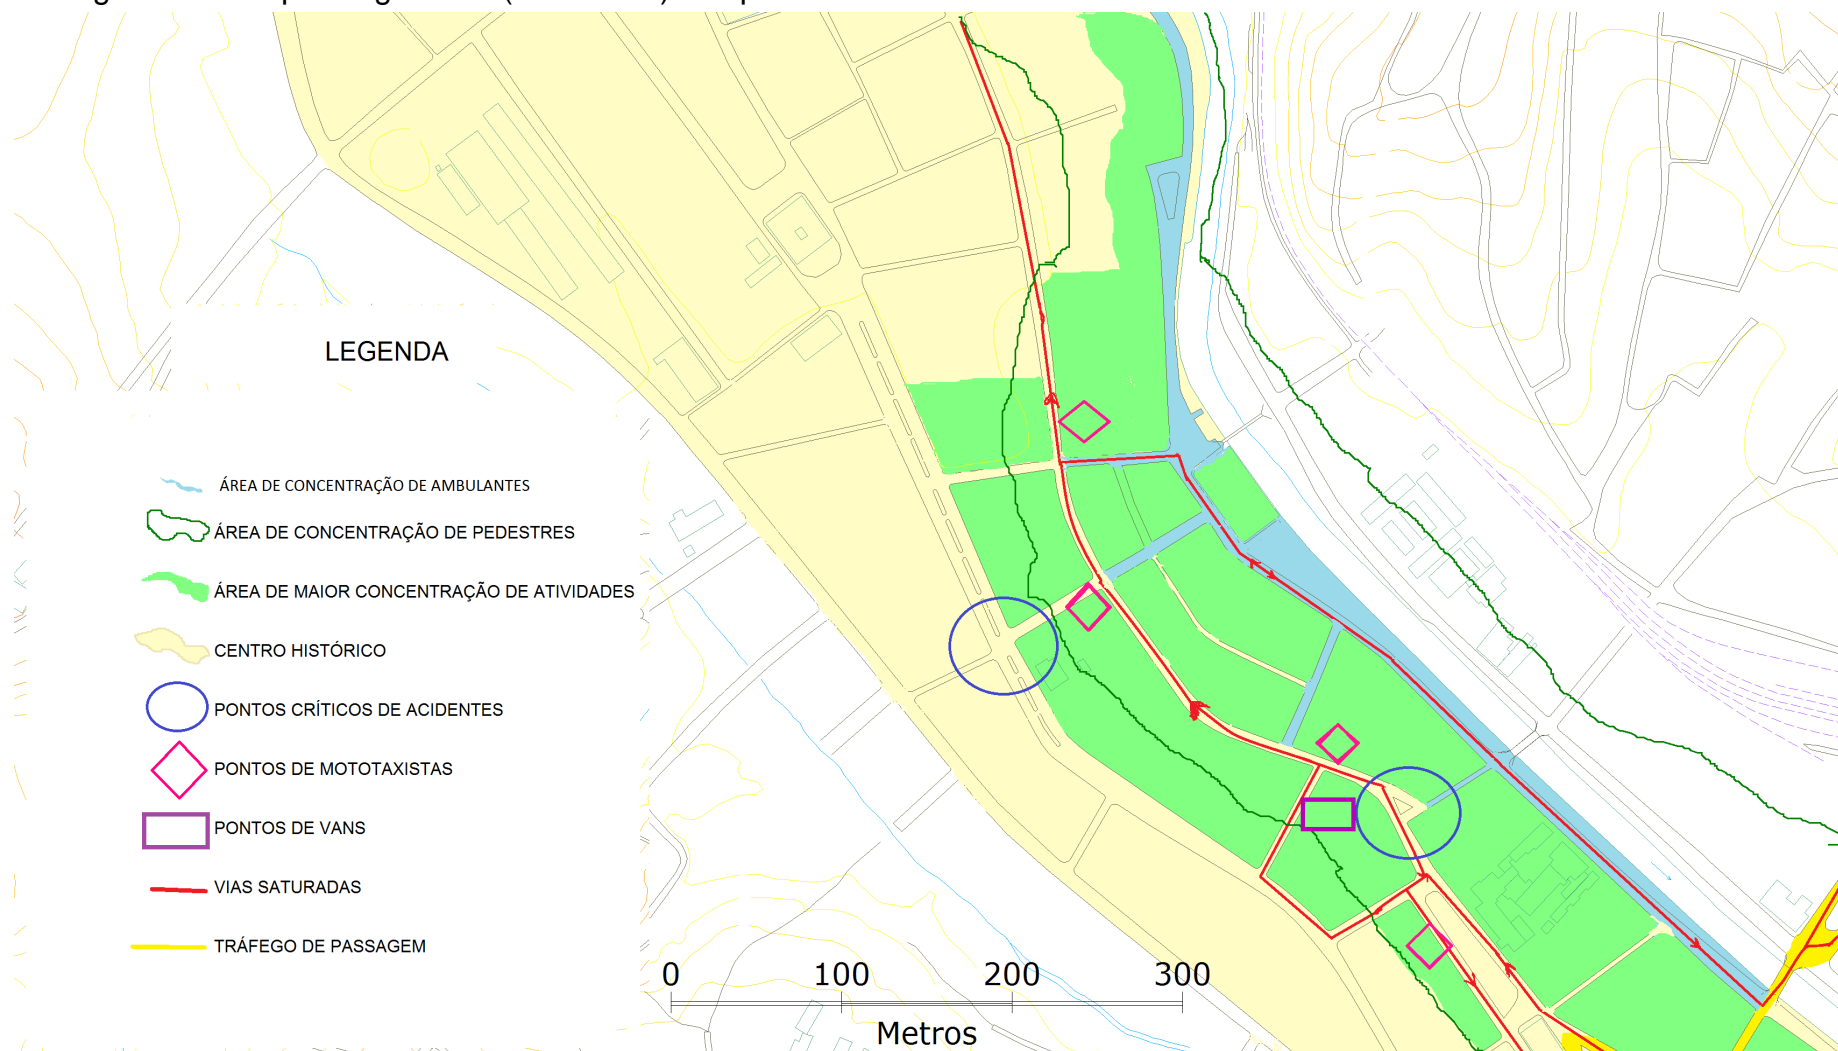 LEGENDA
ÁREA DE CONCENTRAÇÃO DE AMBULANTES
ÁREA DE CONCENTRAÇÃO DE PEDESTRES
ÁREA DE MAIOR CONCENTRAÇÃO DE ATIVIDADES
CENTRO HISTÓRICO
PONTOS CRÍTICOS DE ACIDENTES
PONTOS DE MOTOTAXISTAS
PONTOS DE VANS
VIAS SATURADAS
TRÁFEGO DE PASSAGEM
0 100 200 300
Metros